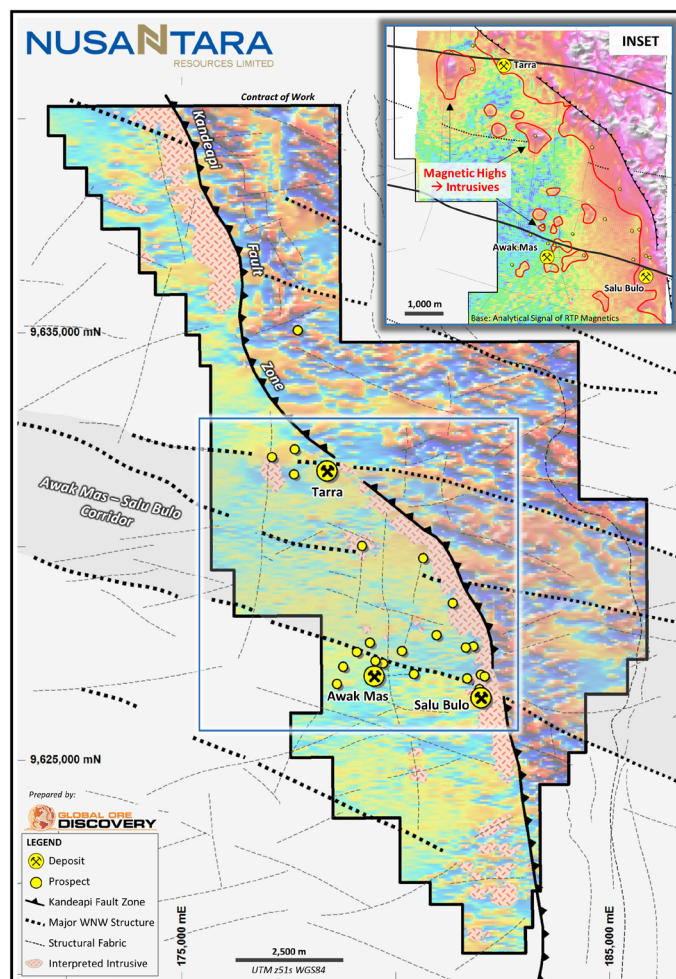 NUSANTARA
RESOURCES LIMITED
Contract of Work
INSET
Tarra
Magnetic Highs
→ Intrusives
Awak Mas
Salu Bulo
1,000 m
Base: Analytical Signal of RTP Magnetics
Kandeapi
Fault
Zone
9,635,000 mN
Awak Mas – Salu Bulo
Corridor
Tarra
Awak Mas
Salu Bulo
9,625,000 mN
Prepared by:
GLOBAL ORE
DISCOVERY
LEGEND
Deposit
Prospect
Kandeapi Fault Zone
Major WNW Structure
Structural Fabric
Interpreted Intrusive
175,000 mE
2,500 m
UTM z51s WGS84
185,000 mE